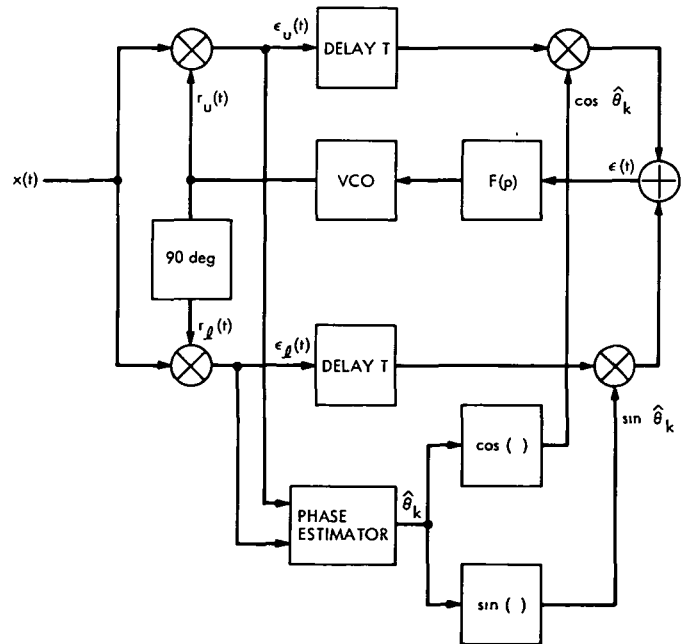 ϵ_u(t)
DELAY T
r_u(t)
cos θ̂_k
x(t)
VCO
F(p)
ϵ(t)
90 deg
r_ℓ(t)
ϵ_ℓ(t)
DELAY T
sin θ̂_k
cos ( )
PHASE
ESTIMATOR
θ̂_k
sin ( )